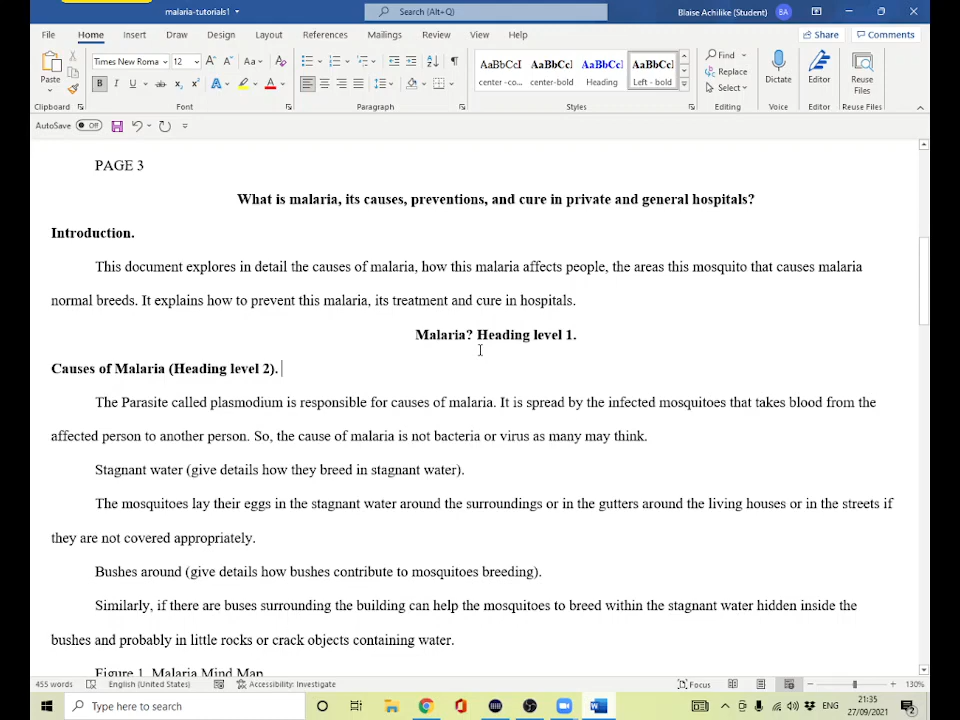 malaria-tutorials1
Search (Alt+Q)
Blaise Achilike (Student)
BA
File Home Insert Draw Design Layout References Mailings Review View Help
Share
Comments
Paste
Times New Roma
12
A A Aa A
B I U ab x₂ x² A A
AaBbCcI AaBbCcl AaBbCcl AaBbCcl
center -co... center-bold Heading Left - bold
Find
Replace
Select
Dictate
Editor
Reuse Files
Clipboard Font Paragraph Styles Editing Voice Editor Reuse Files
AutoSave Off
PAGE 3
What is malaria, its causes, preventions, and cure in private and general hospitals?
Introduction.
This document explores in detail the causes of malaria, how this malaria affects people, the areas this mosquito that causes malaria
normal breeds. It explains how to prevent this malaria, its treatment and cure in hospitals.
Malaria? Heading level 1.
Causes of Malaria (Heading level 2).
The Parasite called plasmodium is responsible for causes of malaria. It is spread by the infected mosquitoes that takes blood from the
affected person to another person. So, the cause of malaria is not bacteria or virus as many may think.
Stagnant water (give details how they breed in stagnant water).
The mosquitoes lay their eggs in the stagnant water around the surroundings or in the gutters around the living houses or in the streets if
they are not covered appropriately.
Bushes around (give details how bushes contribute to mosquitoes breeding).
Similarly, if there are buses surrounding the building can help the mosquitoes to breed within the stagnant water hidden inside the
bushes and probably in little rocks or crack objects containing water.
Figure 1. Malaria Mind Map
455 words English (United States) Accessibility: Investigate Focus 130%
Type here to search
ENG
21:35
27/09/2021
2